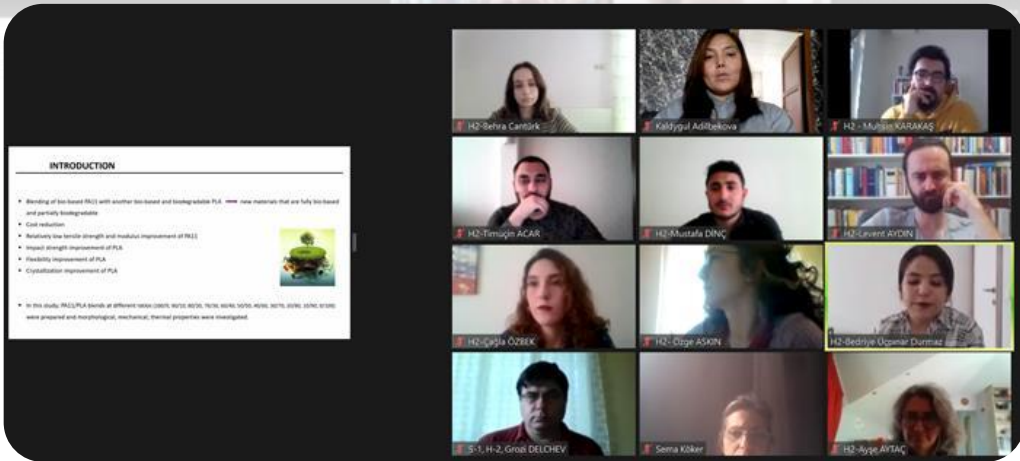 INTRODUCTION
• Blending of bio-based PA11 with another bio-based and biodegradable PLA new materials that are fully bio-based
and partially biodegradable
• Cost reduction
• Relatively low tensile strength and modulus improvement of PA11
• Impact strength improvement of PLA
• Flexibility improvement of PLA
• Crystallization improvement of PLA
• In this study; PA11/PLA blends at different ratios
were prepared and morphological, mechanical, thermal properties were investigated.
Kaldygul Adilbekova
H2 - Muhsin KARAKAŞ
H2-Timuçin ACAR
H2-Mustafa DİNÇ
H2-Levent AYDIN
H2-Çağla ÖZBEK
H2- Özge ASKIN
H2-Bedriye Üçpınar Durmaz
S-1, H-2, Grozi DELCHEV
Sema Köker
H2-Ayşe AYTAÇ